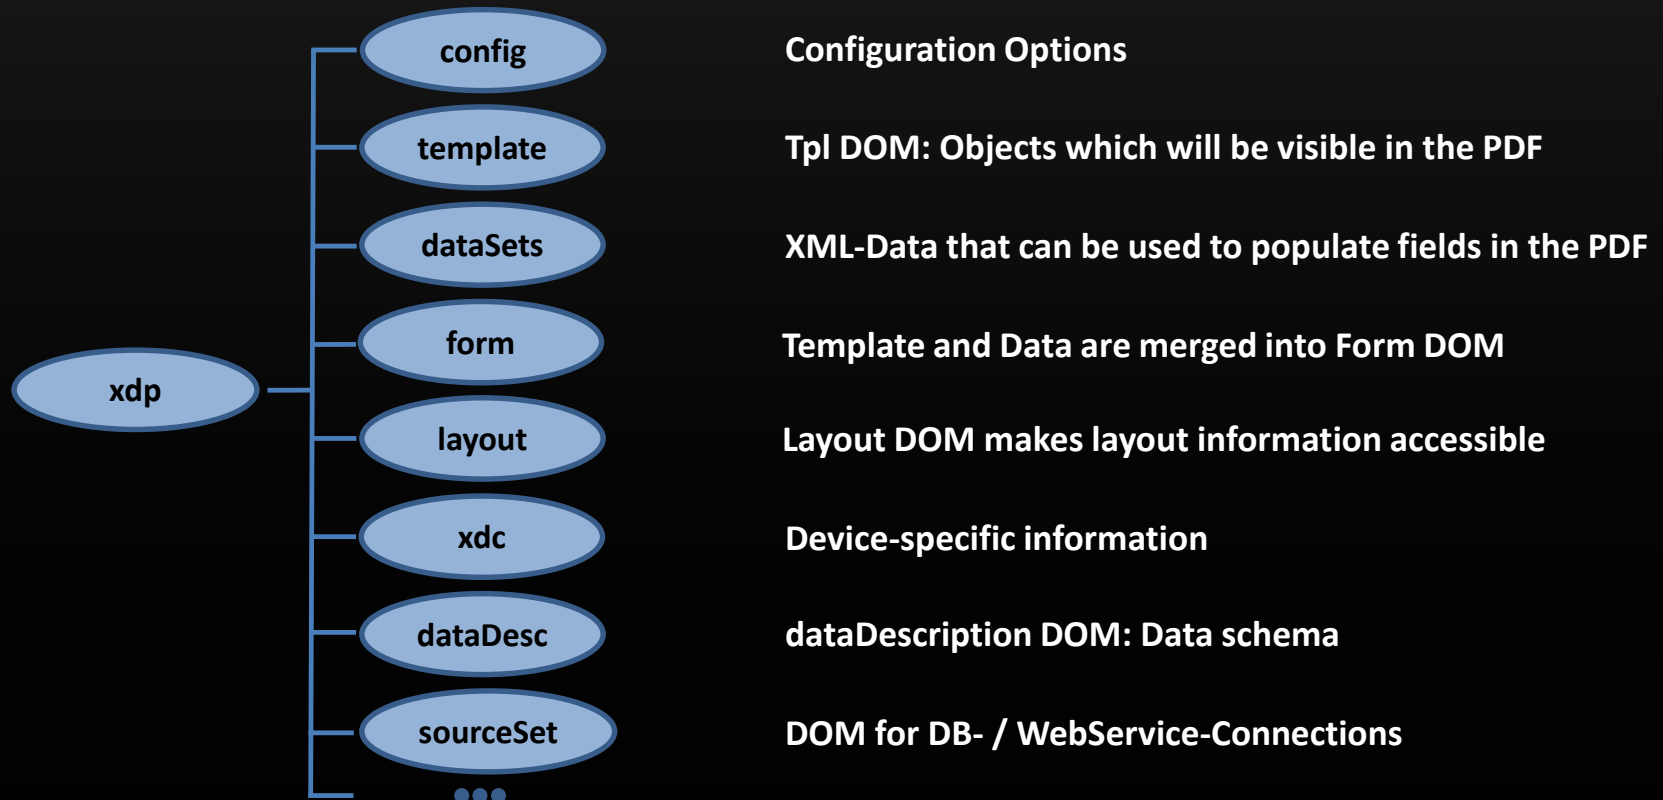 config Configuration Options
template Tpl DOM: Objects which will be visible in the PDF
dataSets XML-Data that can be used to populate fields in the PDF
form Template and Data are merged into Form DOM
xdp
layout Layout DOM makes layout information accessible
xdc Device-specific information
dataDesc dataDescription DOM: Data schema
sourceSet DOM for DB- / WebService-Connections